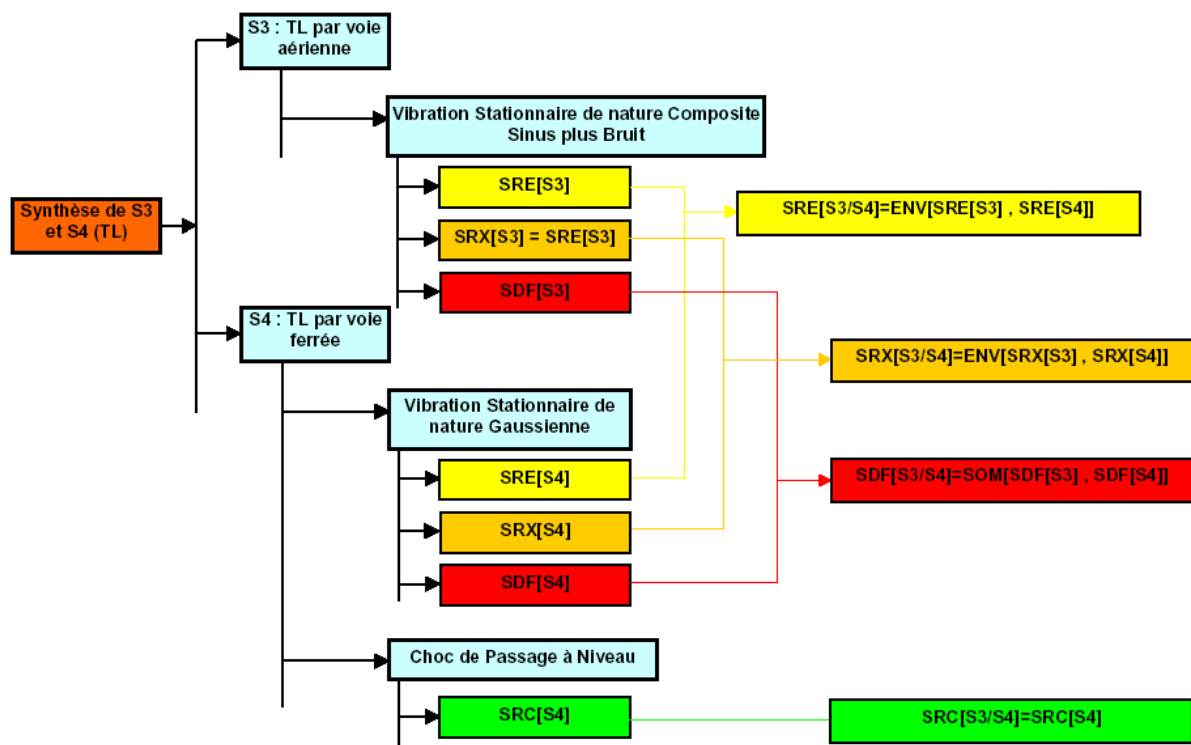 S3 : TL par voie
aérienne
Vibration Stationnaire de nature Composite
Sinus plus Bruit
SRE[S3]
SRE[S3/S4]=ENV[SRE[S3] , SRE[S4]]
Synthèse de S3
et S4 (TL)
SRX[S3] = SRE[S3]
SDF[S3]
S4 : TL par voie
ferrée
SRX[S3/S4]=ENV[SRX[S3] , SRX[S4]]
Vibration Stationnaire de
nature Gaussienne
SRE[S4]
SDF[S3/S4]=SOM[SDF[S3] , SDF[S4]]
SRX[S4]
SDF[S4]
Choc de Passage à Niveau
SRC[S4]
SRC[S3/S4]=SRC[S4]